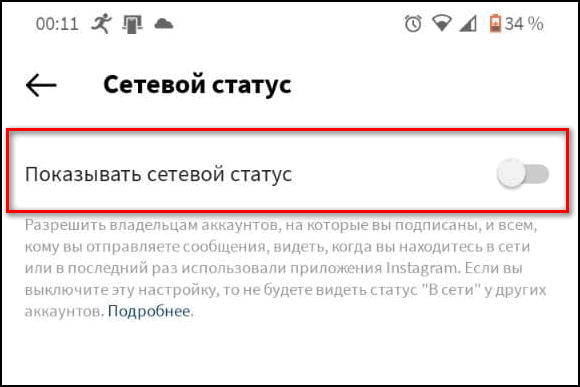 00:11 34 %
Сетевой статус
Показывать сетевой статус
Разрешить владельцам аккаунтов, на которые вы подписаны, и всем,
кому вы отправляете сообщения, видеть, когда вы находитесь в сети
или в последний раз использовали приложения Instagram. Если вы
выключите эту настройку, то не будете видеть статус "В сети" у других
аккаунтов. Подробнее.